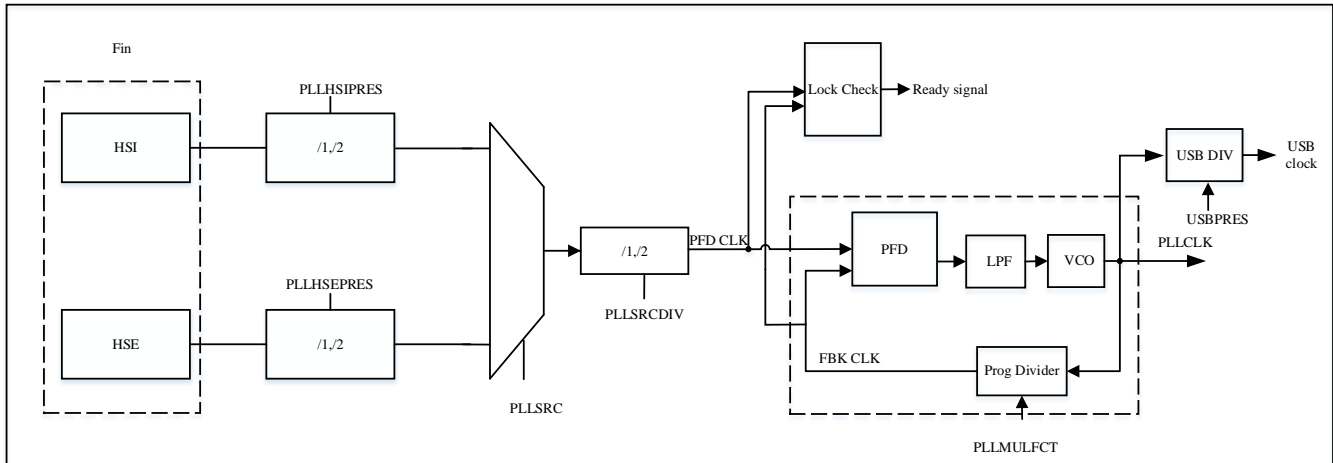 Fin
HSI
PLLHSIPRES
/1,/2
HSE
PLLHSEPRES
/1,/2
PLLSRC
/1,/2
PLLSRCDIV
PFD CLK
Lock Check
Ready signal
PFD
LPF
VCO
FBK CLK
Prog Divider
PLLMULFCT
USB DIV
USB
clock
USBPRES
PLLCLK